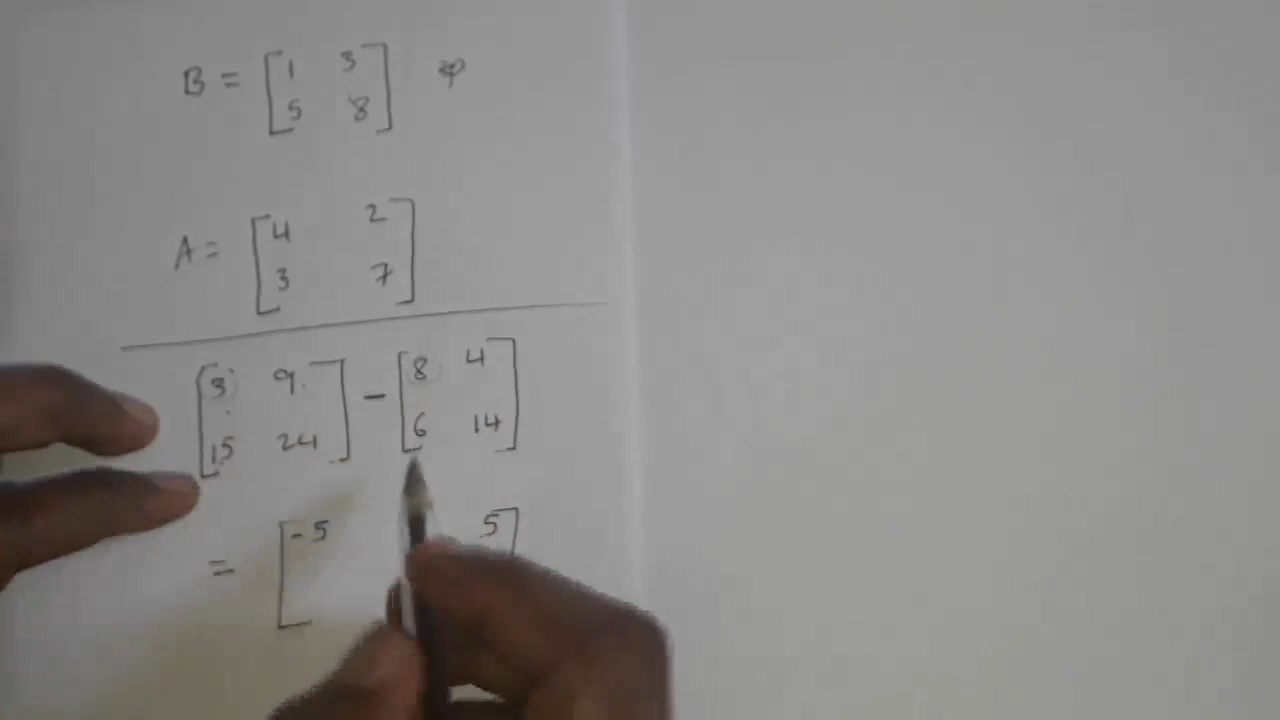 B = [1 3
5 8]
A = [4 2
3 7]
[3 9 
15 24] - [8 4
6 14]
= [-5 5]